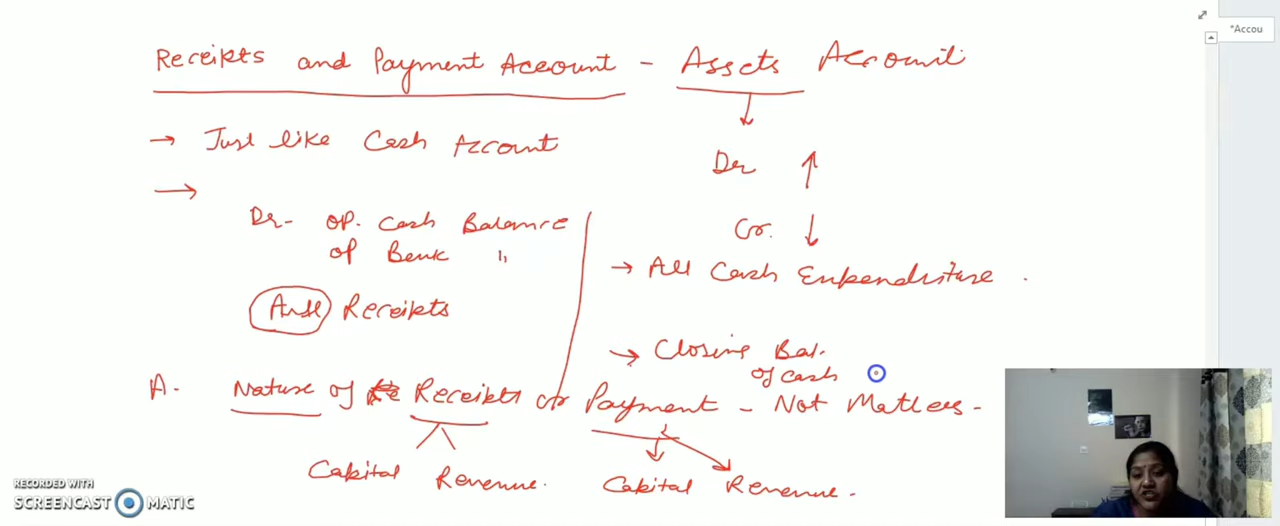 Receipts and Payment Account - Assets Account
→ Just like Cash Account
→
Dr ↑
Cr. ↓
Dr - op. Cash Balance
of Bank "
Receipts
→ All Cash Expenditure .
→ Closing Bal.
of cash
A. Nature of Receipts or Payment - Not Matters -
Capital Revenue. Capital Revenue.
RECORDED WITH
SCREENCAST MATIC
"Accou